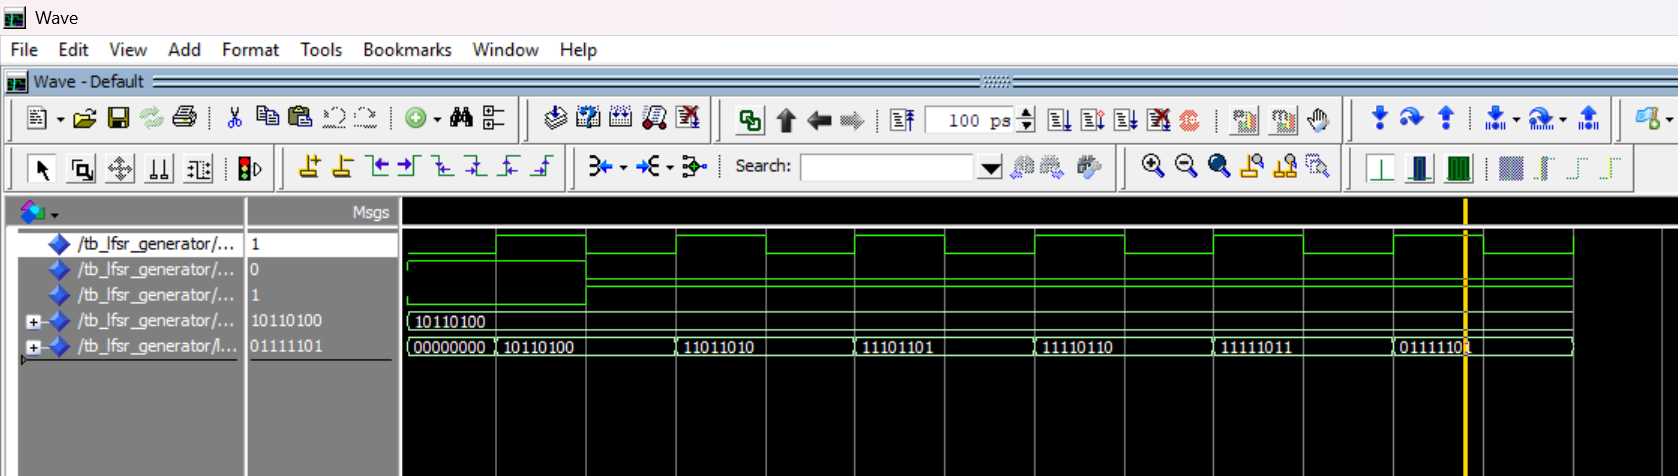 Wave
File Edit View Add Format Tools Bookmarks Window Help
Wave - Default
100 ps
Search:
Msgs
/tb_lfsr_generator/... 1
/tb_lfsr_generator/... 0
/tb_lfsr_generator/... 1
/tb_lfsr_generator/... 10110100 10110100
/tb_lfsr_generator/l... 01111101 00000000 10110100 11011010 11101101 11110110 11111011 01111101